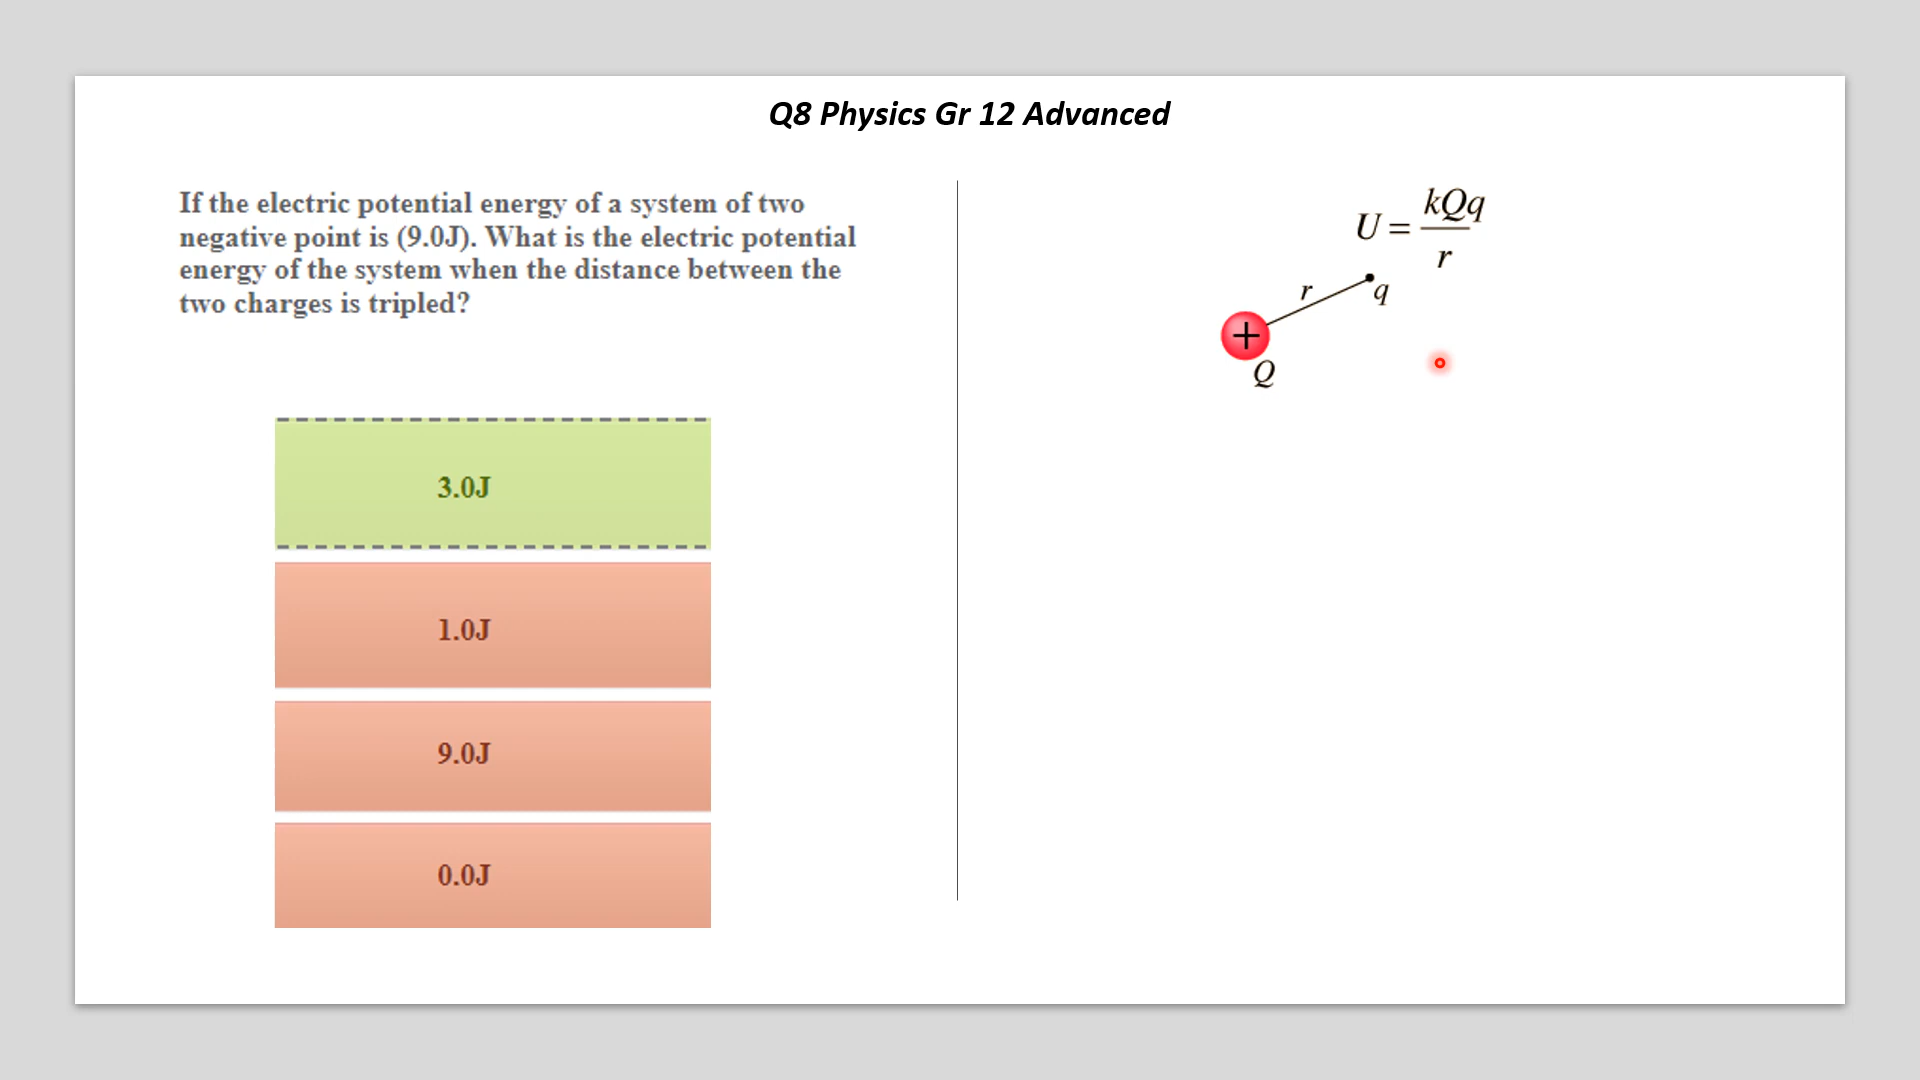 Q8 Physics Gr 12 Advanced
If the electric potential energy of a system of two
negative point is (9.0J). What is the electric potential
energy of the system when the distance between the
two charges is tripled?
3.0J
1.0J
9.0J
0.0J
U = kQq / r
r
q
+
Q